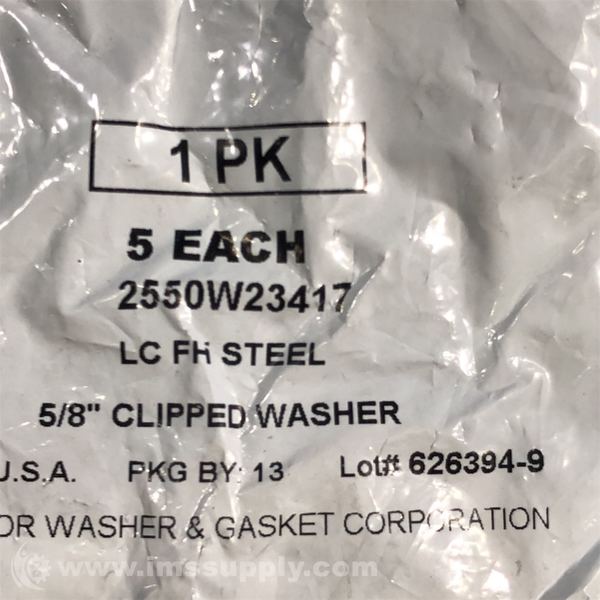 1 PK
5 EACH
2550W23417
LC FH STEEL
5/8" CLIPPED WASHER
U.S.A. PKG BY: 13 Lot# 626394-9
OR WASHER & GASKET CORPORATION
www.imssupply.com